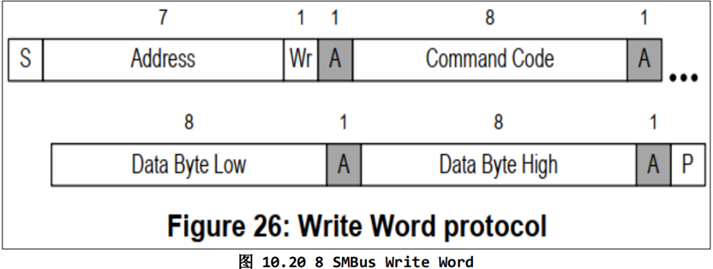 7 1 1 8 1
S Address Wr A Command Code A ...
8 1 8 1
Data Byte Low A Data Byte High A P
Figure 26: Write Word protocol
图 10.20 8 SMBus Write Word